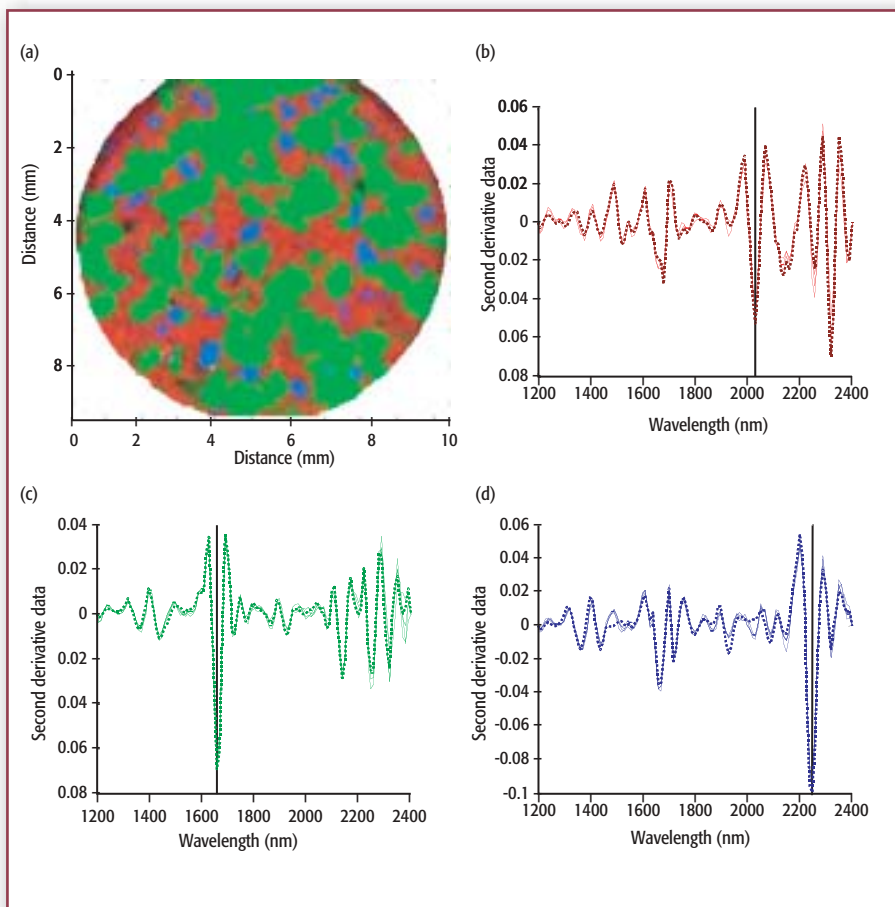 (a)
0
2
4
6
8
Distance (mm)
0 2 4 6 8 10
Distance (mm)
(b)
0.06
0.04
0.02
0
0.02
0.04
0.06
0.08
Second derivative data
1200 1400 1600 1800 2000 2200 2400
Wavelength (nm)
(c)
0.04
0.02
0
0.02
0.04
0.06
0.08
Second derivative data
1200 1400 1600 1800 2000 2200 2400
Wavelength (nm)
(d)
0.06
0.04
0.02
0
-0.02
-0.04
-0.06
-0.08
-0.1
Second derivative data
1200 1400 1600 1800 2000 2200 2400
Wavelength (nm)